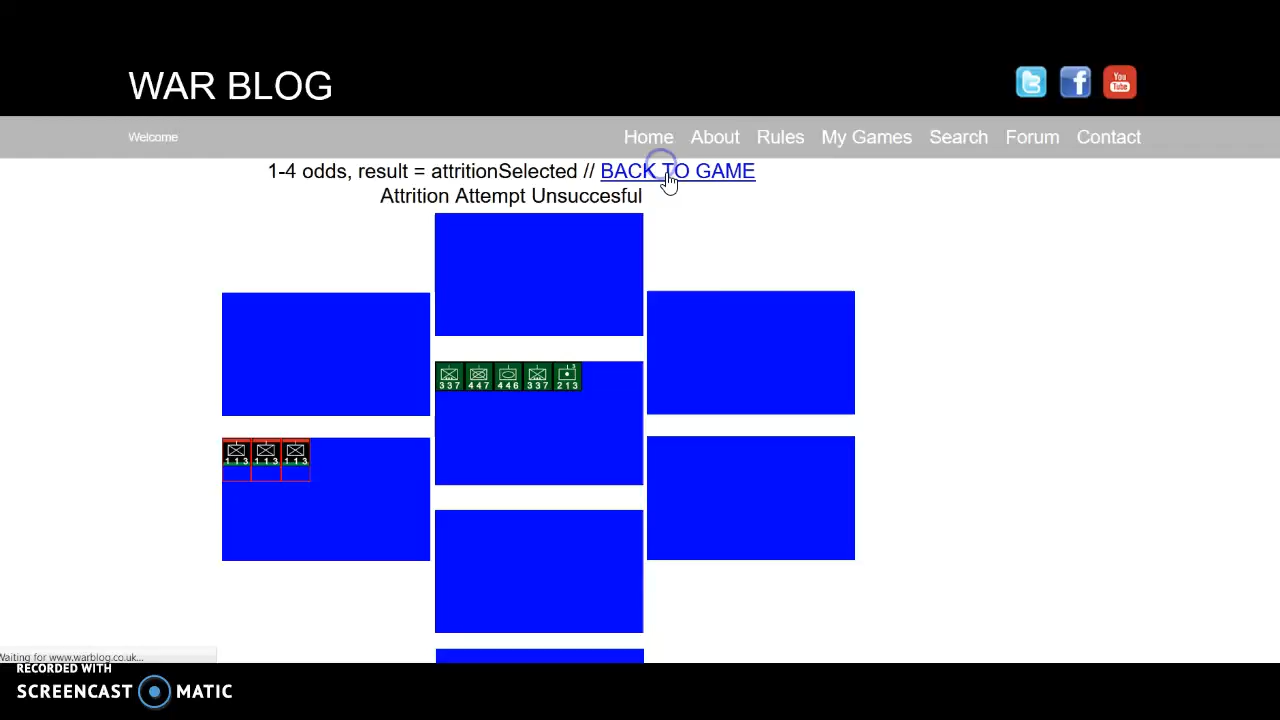 WAR BLOG
You
Tube
Welcome
Home About Rules My Games Search Forum Contact
1-4 odds, result = attritionSelected // BACK TO GAME
Attrition Attempt Unsuccesful
3 3 7 4 4 7 4 4 6 3 3 7 2 1 3
1 1 3 1 1 3 1 1 3
Waiting for www.warblog.co.uk...
RECORDED WITH
SCREENCAST MATIC